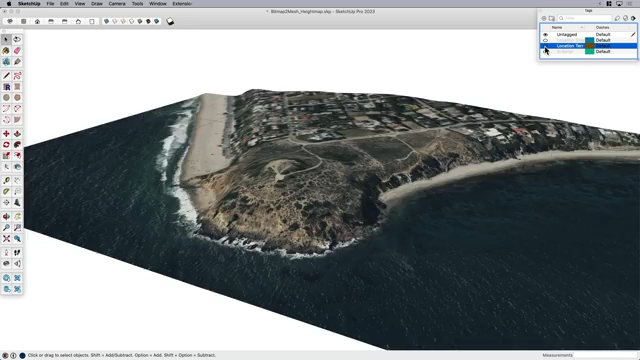 SketchUp File Edit View Camera Draw Tools Window Extensions
Bitmap2Mesh_Heightmap.skp - SketchUp Pro 2023
Tags
Name Dashes
Untagged Default
Default
Location Terr Default
Default
Click or drag to select objects. Shift = Add/Subtract. Option = Add. Shift + Option = Subtract.
Measurements